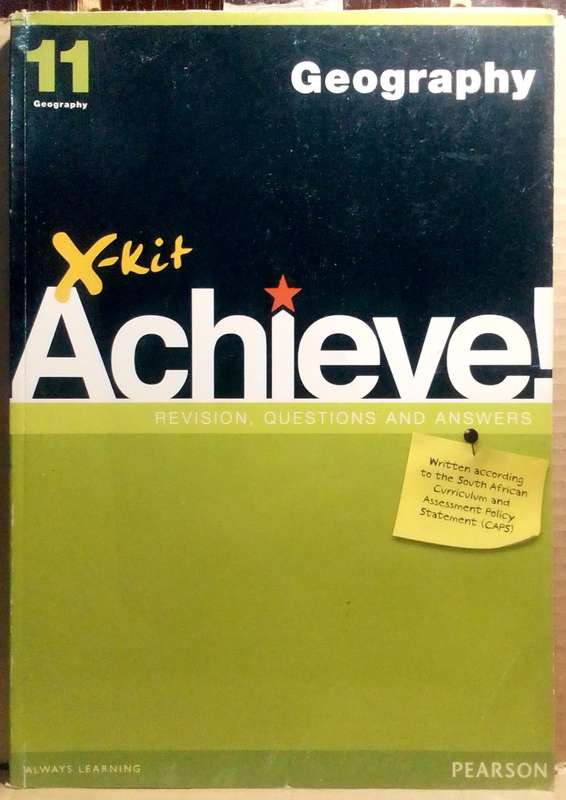 11
Geography
Geography
X-kit
Achieve!
REVISION, QUESTIONS AND ANSWERS
Written according
to the South African
Curriculum and
Assessment Policy
Statement (CAPS)
ALWAYS LEARNING
PEARSON